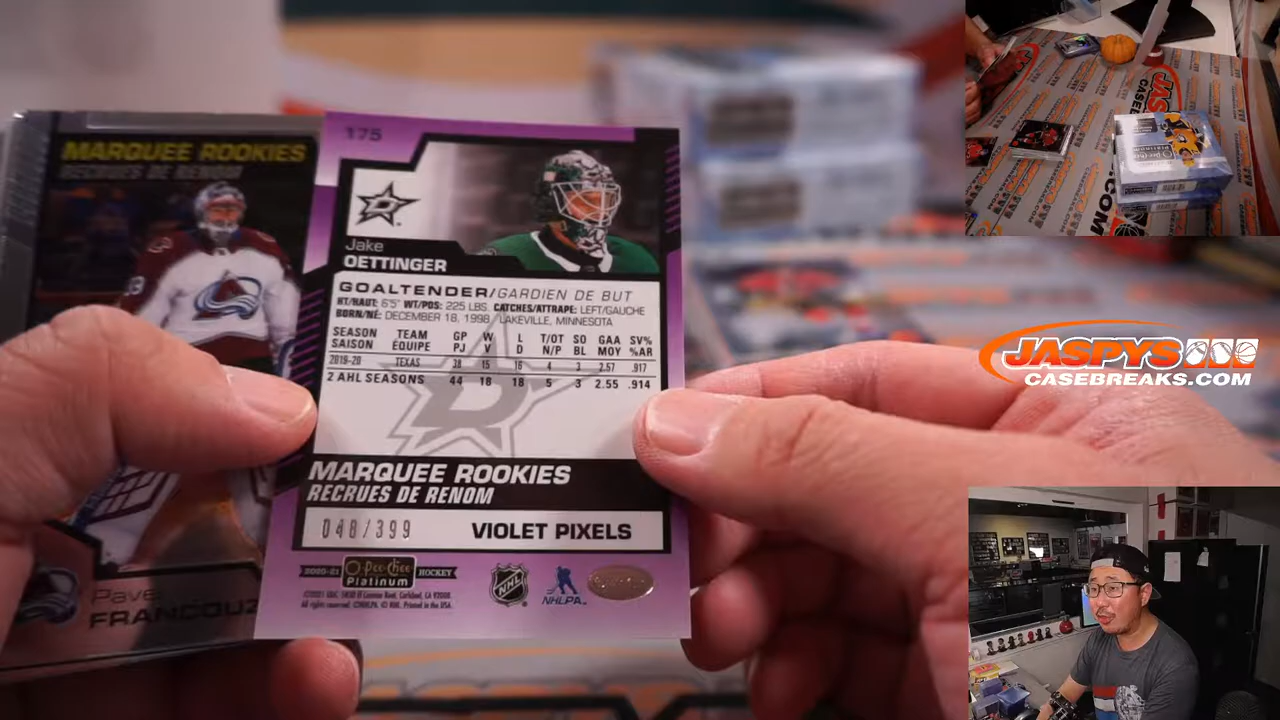 MARQUEE ROOKIES
RECRUES DE RENOM
175
Jake
OETTINGER
GOALTENDER/GARDIEN DE BUT
HT/HAUT: 6'5" WT/PDS: 225 LBS. CATCHES/ATTRAPE: LEFT/GAUCHE
BORN/NÉ: DECEMBER 18, 1998 LAKEVILLE, MINNESOTA
SEASON TEAM GP W L T/OT SO GAA SV%
SAISON ÉQUIPE PJ V D N/P BL MOY %AR
2019-20 TEXAS 38 15 16 4 3 2.57 .917
2 AHL SEASONS 44 18 18 5 3 2.55 .914
MARQUEE ROOKIES
RECRUES DE RENOM
048/399 VIOLET PIXELS
2020-21 O-Pee-Chee Platinum HOCKEY
NHL
NHLPA
Pave
FRANCOUZ
JASPYS
CASEBREAKS.COM